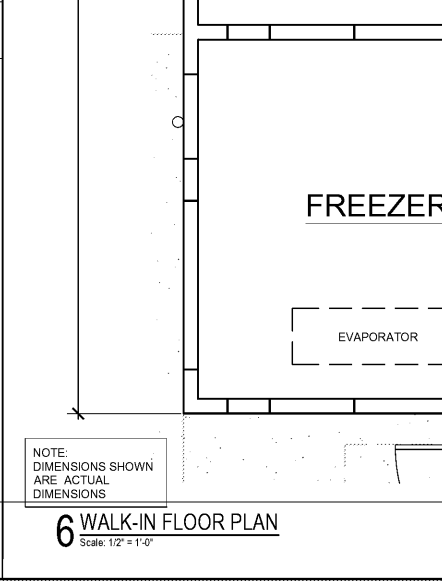 FREEZER
EVAPORATOR
NOTE:
DIMENSIONS SHOWN
ARE ACTUAL
DIMENSIONS
6 WALK-IN FLOOR PLAN
Scale: 1/2" = 1'-0"